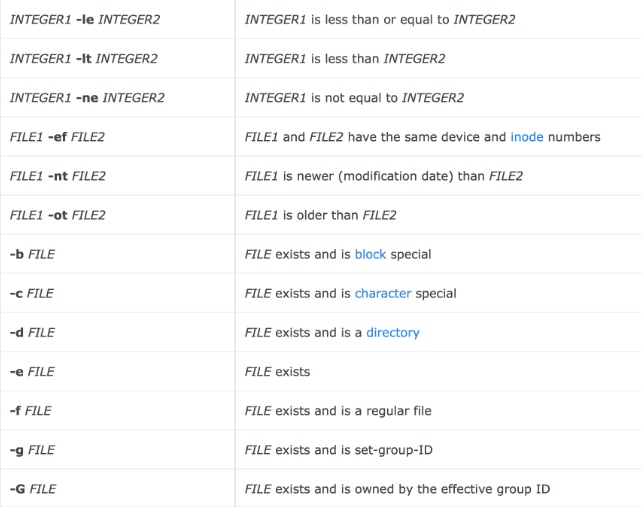 INTEGER1 -le INTEGER2 INTEGER1 is less than or equal to INTEGER2
INTEGER1 -lt INTEGER2 INTEGER1 is less than INTEGER2
INTEGER1 -ne INTEGER2 INTEGER1 is not equal to INTEGER2
FILE1 -ef FILE2 FILE1 and FILE2 have the same device and inode numbers
FILE1 -nt FILE2 FILE1 is newer (modification date) than FILE2
FILE1 -ot FILE2 FILE1 is older than FILE2
-b FILE FILE exists and is block special
-c FILE FILE exists and is character special
-d FILE FILE exists and is a directory
-e FILE FILE exists
-f FILE FILE exists and is a regular file
-g FILE FILE exists and is set-group-ID
-G FILE FILE exists and is owned by the effective group ID